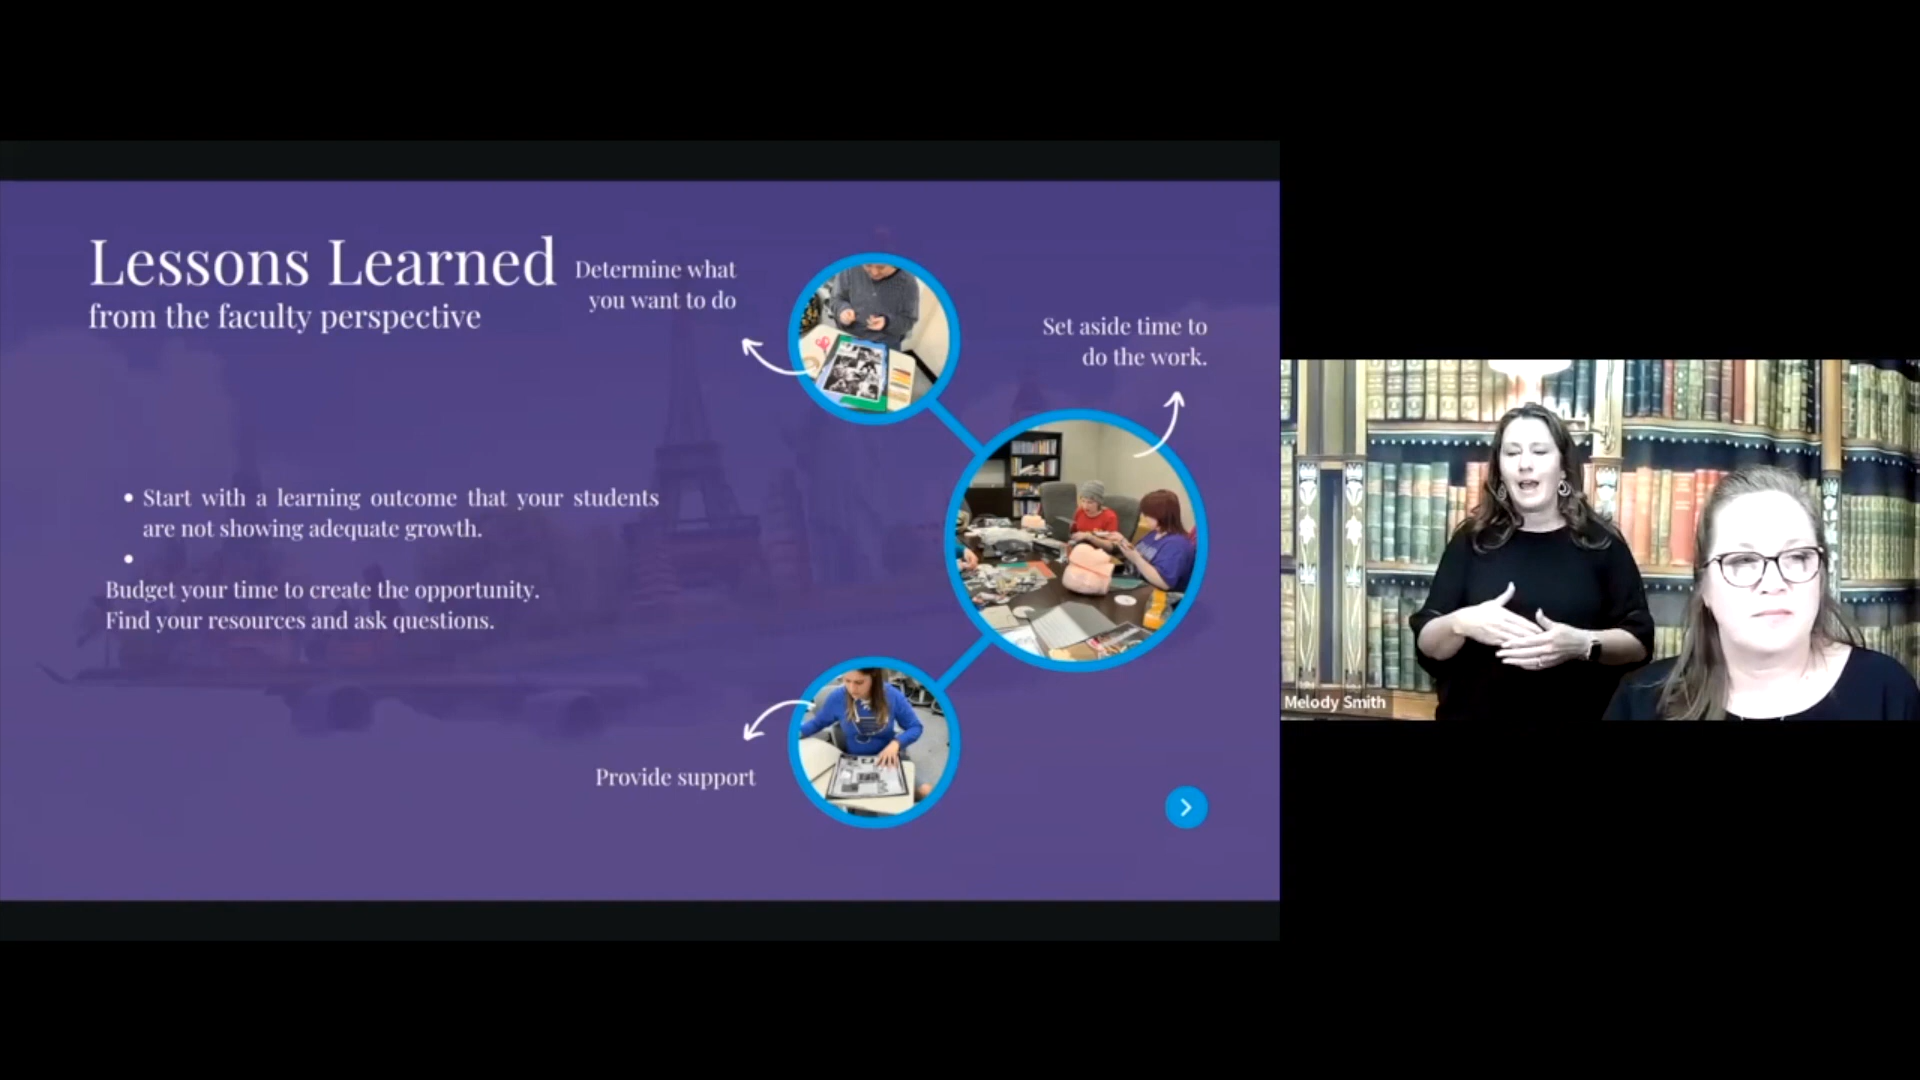 Lessons Learned
from the faculty perspective
Determine what
you want to do
Set aside time to
do the work.
• Start with a learning outcome that your students
are not showing adequate growth.
•
Budget your time to create the opportunity.
Find your resources and ask questions.
Provide support
Melody Smith